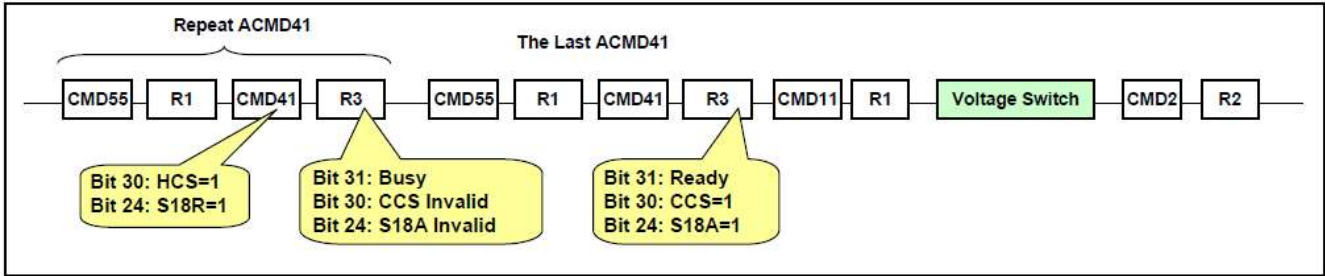 Repeat ACMD41
The Last ACMD41
CMD55 R1 CMD41 R3 CMD55 R1 CMD41 R3 CMD11 R1 Voltage Switch CMD2 R2
Bit 30: HCS=1
Bit 24: S18R=1
Bit 31: Busy
Bit 30: CCS Invalid
Bit 24: S18A Invalid
Bit 31: Ready
Bit 30: CCS=1
Bit 24: S18A=1